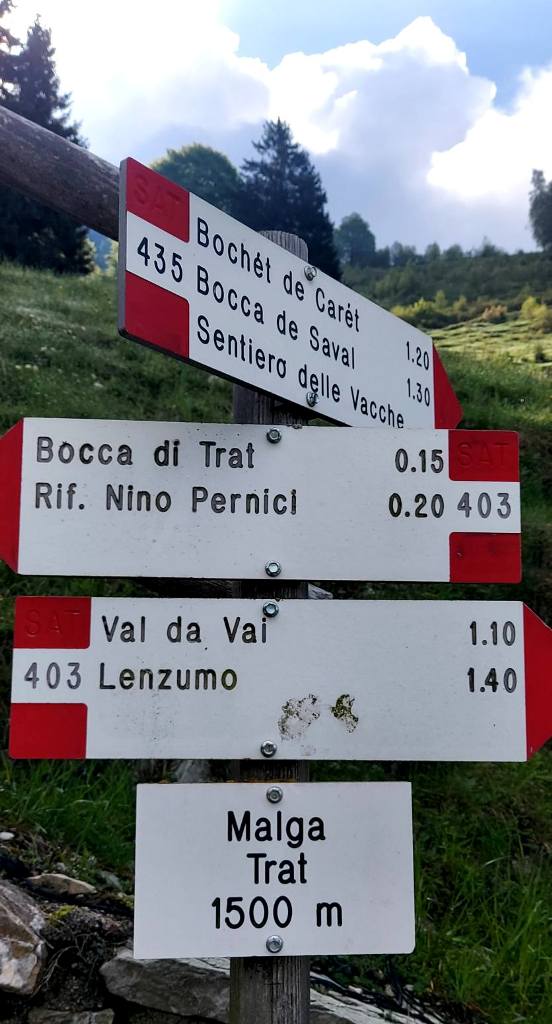 SAT
Bochét de Carét 1.20
435 Bocca de Saval 1.30
Sentiero delle Vacche
Bocca di Trat 0.15 SAT
Rif. Nino Pernici 0.20 403
SAT Val da Vai 1.10
403 Lenzumo 1.40
Malga
Trat
1500 m